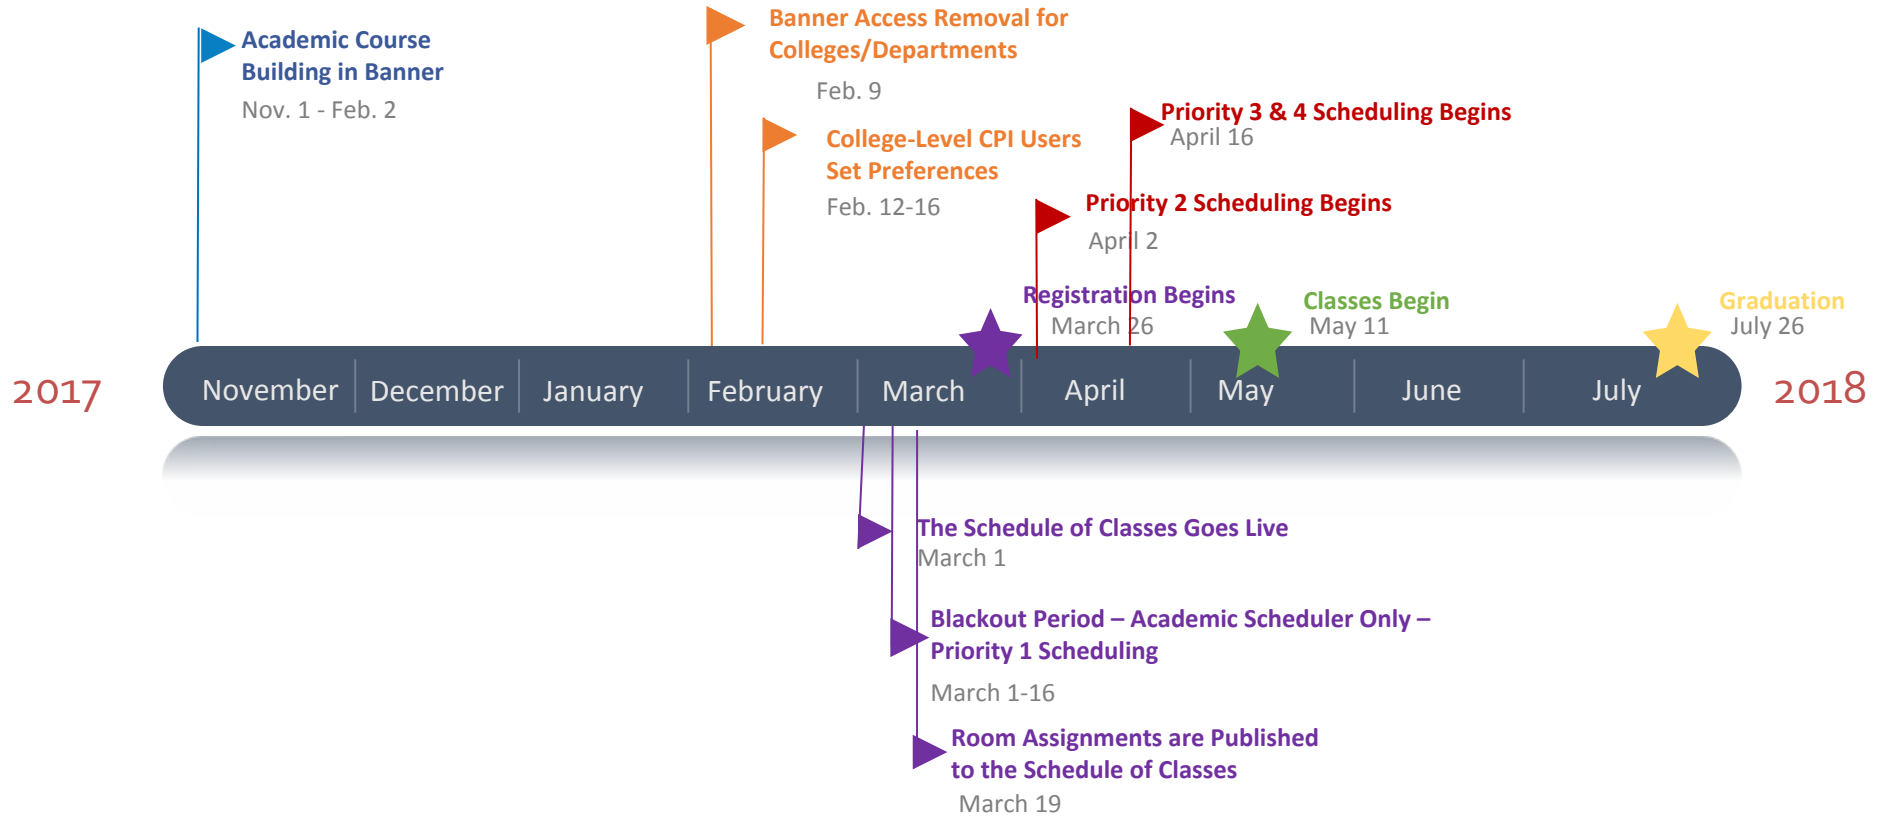 Academic Course
Building in Banner
Nov. 1 - Feb. 2
Banner Access Removal for
Colleges/Departments
Feb. 9
College-Level CPI Users
Set Preferences
Feb. 12-16
Priority 3 & 4 Scheduling Begins
April 16
Priority 2 Scheduling Begins
April 2
Registration Begins
March 26
Classes Begin
May 11
Graduation
July 26
2017
November
December
January
February
March
April
May
June
July
2018
The Schedule of Classes Goes Live
March 1
Blackout Period – Academic Scheduler Only –
Priority 1 Scheduling
March 1-16
Room Assignments are Published
to the Schedule of Classes
March 19